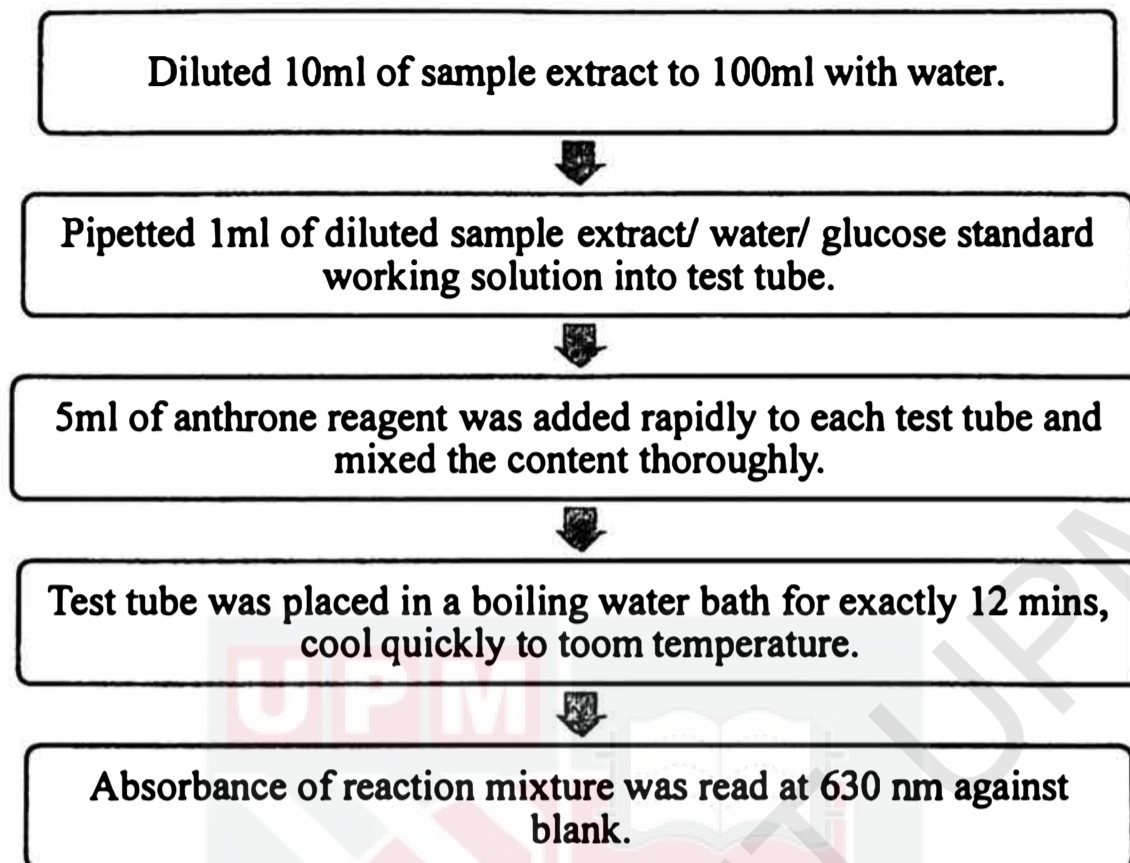 Diluted 10ml of sample extract to 100ml with water.
Pipetted 1ml of diluted sample extract/ water/ glucose standard
working solution into test tube.
5ml of anthrone reagent was added rapidly to each test tube and
mixed the content thoroughly.
Test tube was placed in a boiling water bath for exactly 12 mins,
cool quickly to toom temperature.
UPM
Absorbance of reaction mixture was read at 630 nm against
blank.
T UPM